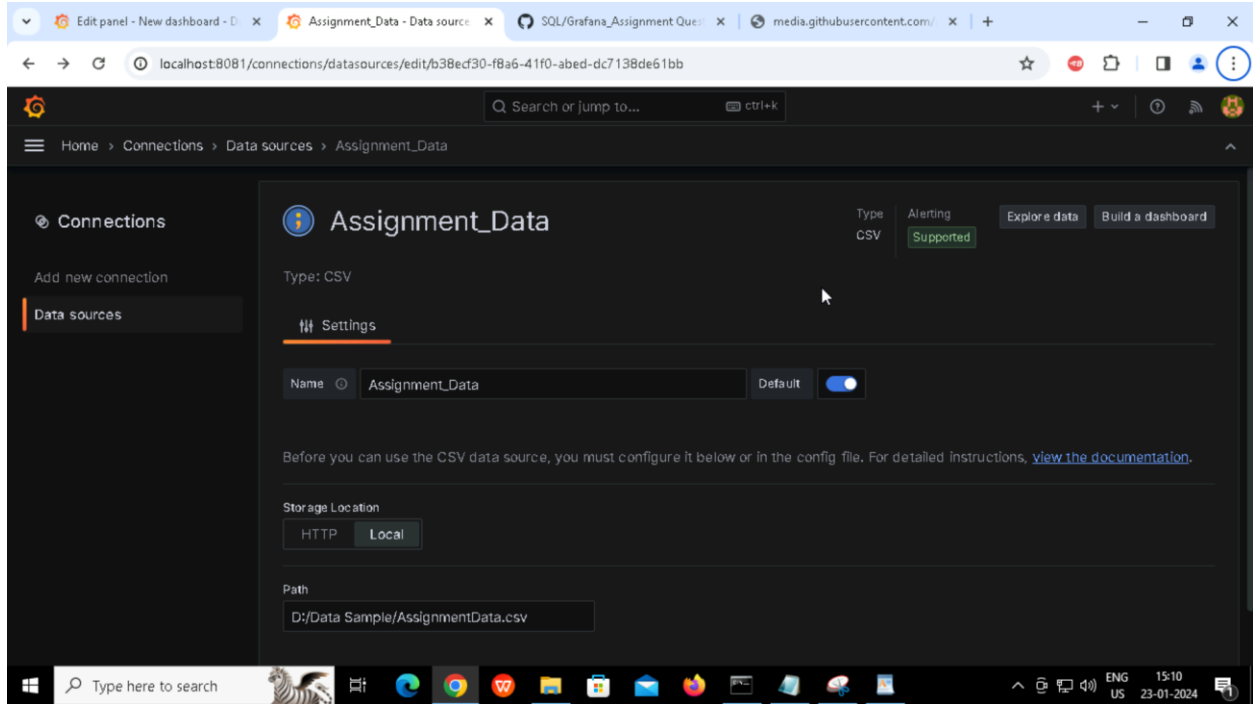 Edit panel - New dashboard - D
Assignment_Data - Data source
SQL/Grafana_Assignment Ques
media.githubusercontent.com/
localhost:8081/connections/datasources/edit/b38ecf30-f8a6-41f0-abed-dc7138de61bb
Search or jump to...
ctrl+k
Home > Connections > Data sources > Assignment_Data
Connections
Add new connection
Data sources
Assignment_Data
Type
CSV
Alerting
Supported
Explore data
Build a dashboard
Type: CSV
Settings
Name
Assignment_Data
Default
Before you can use the CSV data source, you must configure it below or in the config file. For detailed instructions, view the documentation.
Storage Location
HTTP
Local
Path
D:/Data Sample/AssignmentData.csv
Type here to search
ENG
US
15:10
23-01-2024
1